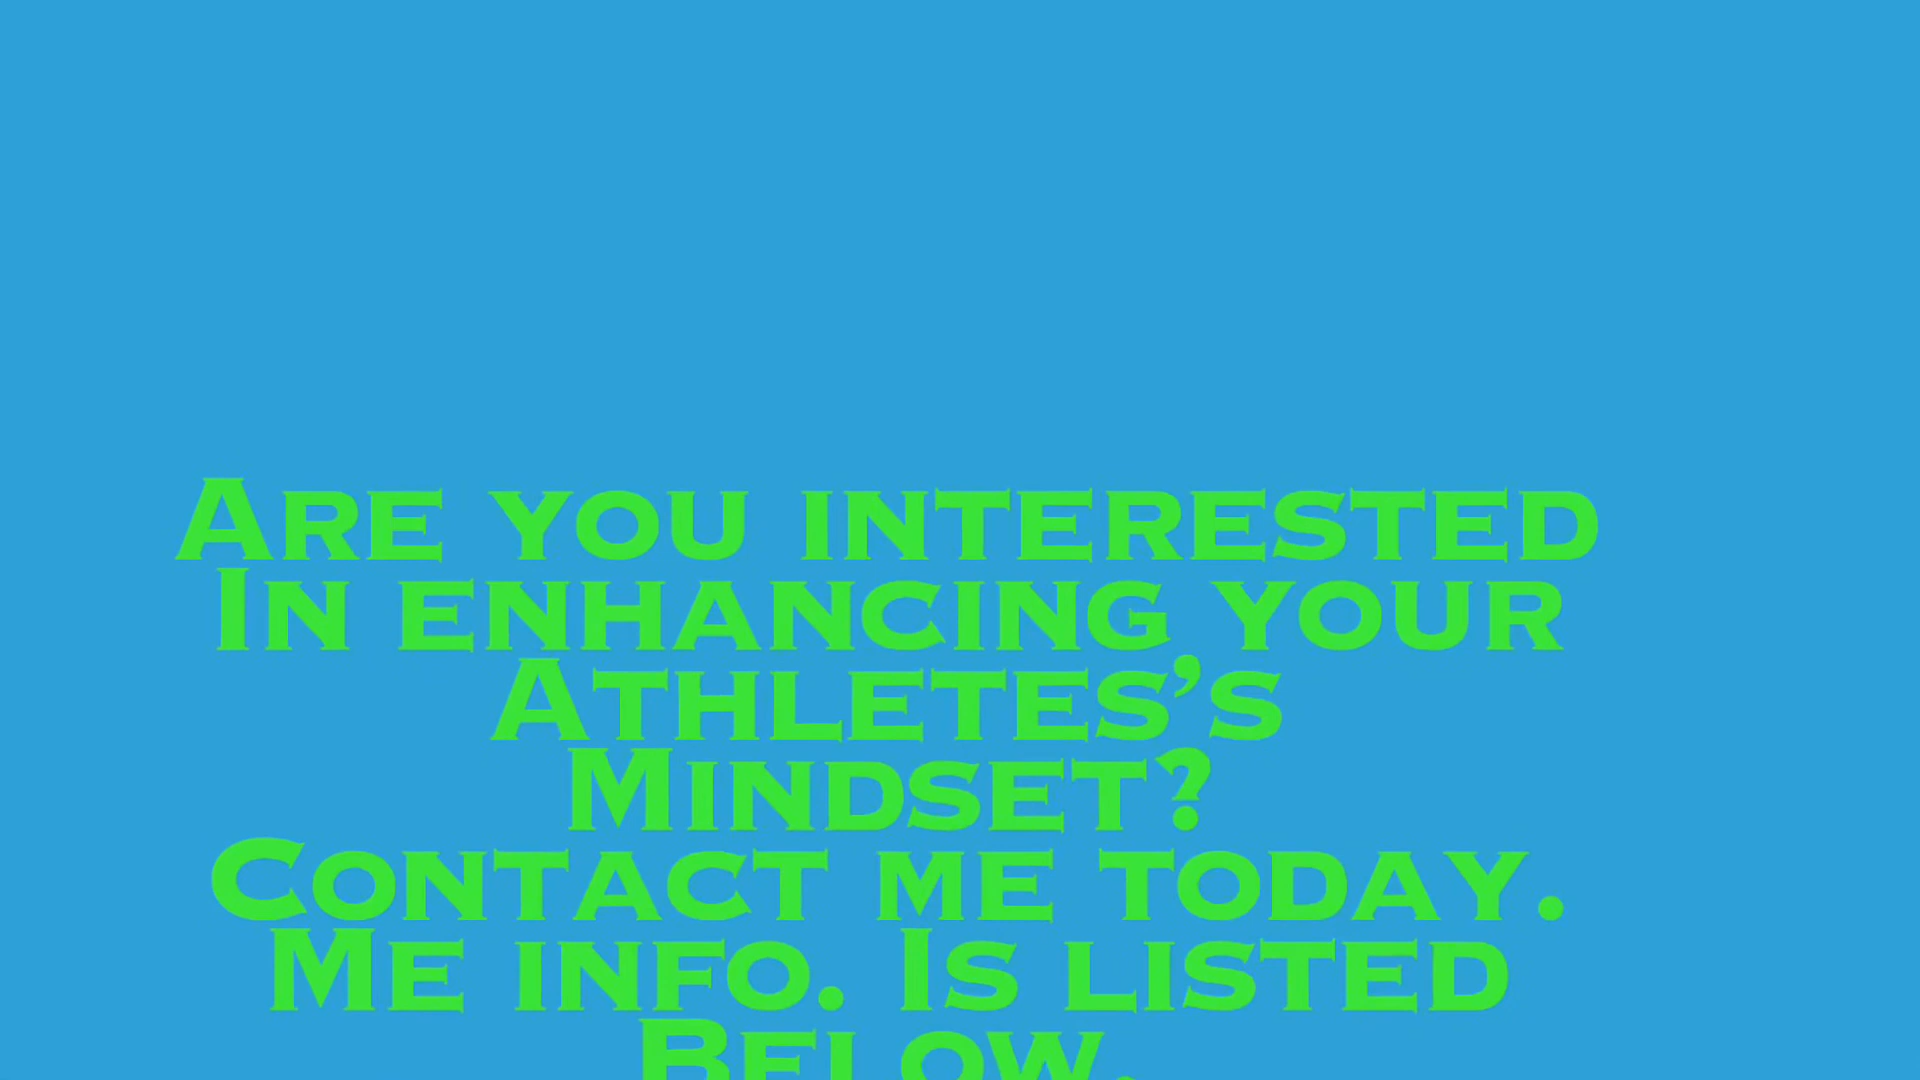 Are you interested
In enhancing your
Athletes’s
Mindset?
Contact me today.
Me info. Is listed
Below.